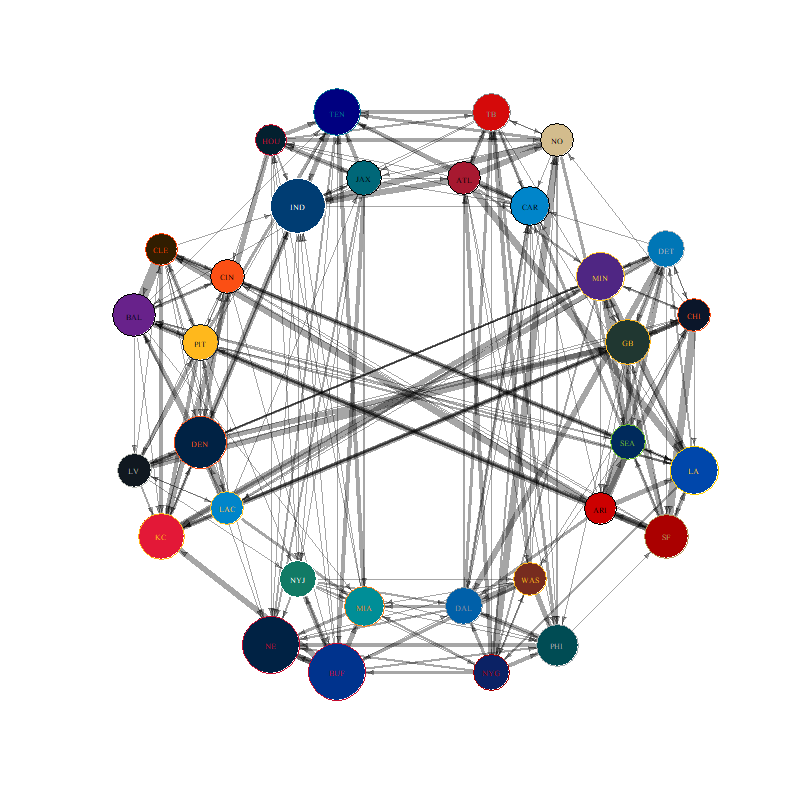 TEN
TB
HOU
NO
JAX
ATL
IND
CAR
CLE
DET
CIN
MIN
BAL
CHI
PIT
GB
DEN
SEA
LV
LA
LAC
ARI
KC
SF
NYJ
WAS
MIA
DAL
NE
PHI
BUF
NYG